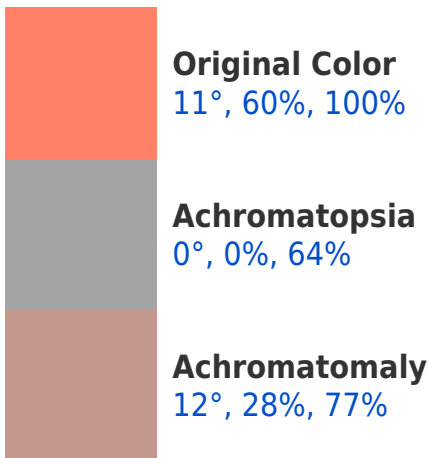 Original Color
11°, 60%, 100%
Achromatopsia
0°, 0%, 64%
Achromatomaly
12°, 28%, 77%